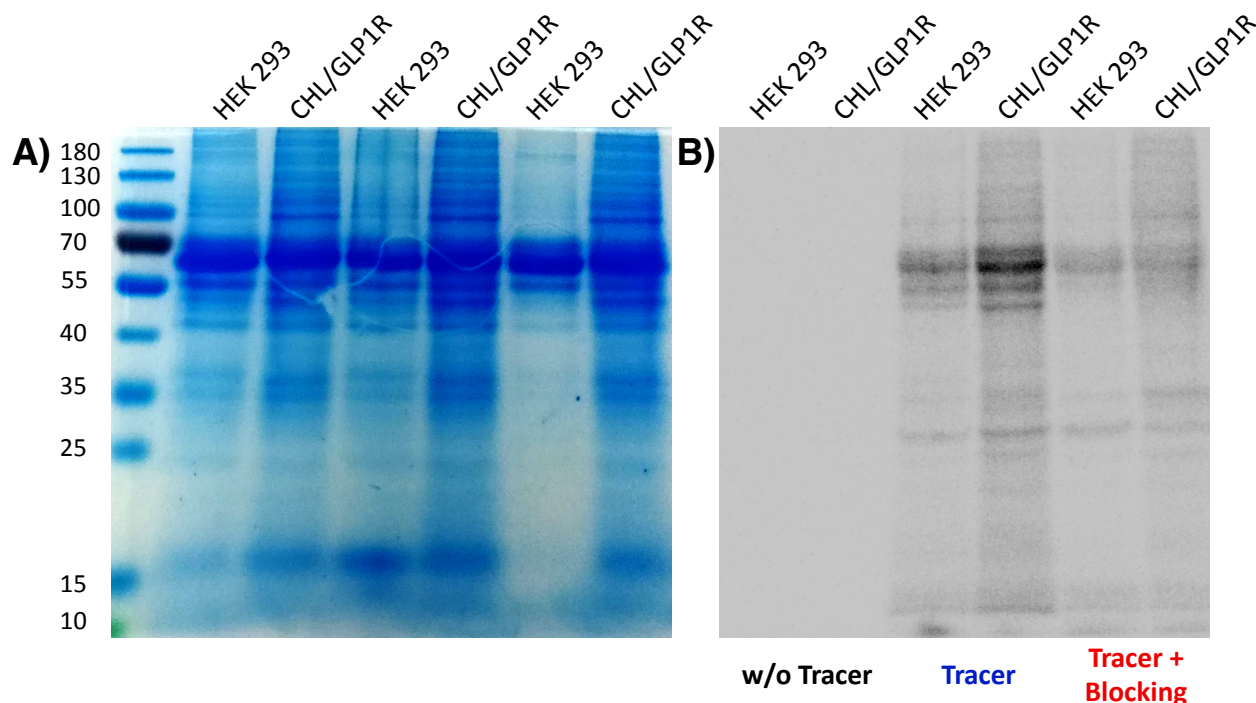 HEK 293
CHL/GLP1R
HEK 293
CHL/GLP1R
HEK 293
CHL/GLP1R
HEK 293
CHL/GLP1R
HEK 293
CHL/GLP1R
HEK 293
CHL/GLP1R
A)
180
130
100
70
55
40
35
25
15
10
B)
w/o Tracer
Tracer
Tracer +
Blocking